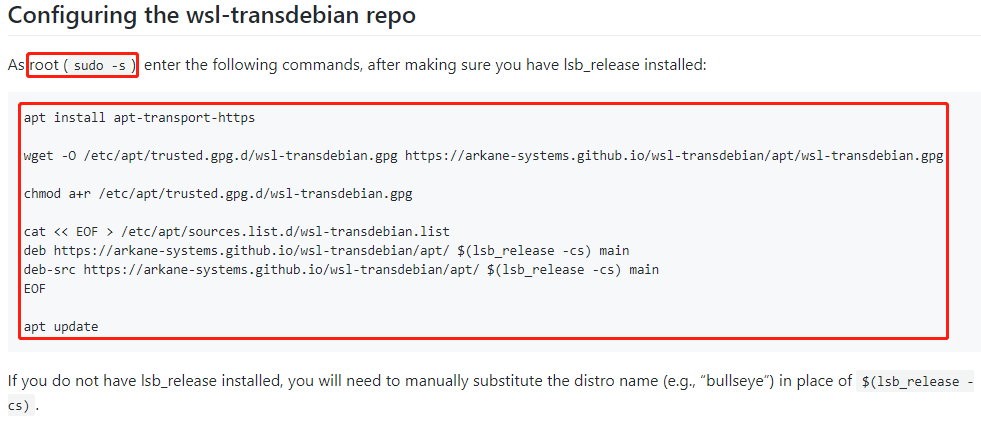 Configuring the wsl-transdebian repo
As root ( sudo -s ) enter the following commands, after making sure you have lsb_release installed:
apt install apt-transport-https
wget -O /etc/apt/trusted.gpg.d/wsl-transdebian.gpg https://arkane-systems.github.io/wsl-transdebian/apt/wsl-transdebian.gpg
chmod a+r /etc/apt/trusted.gpg.d/wsl-transdebian.gpg
cat << EOF > /etc/apt/sources.list.d/wsl-transdebian.list
deb https://arkane-systems.github.io/wsl-transdebian/apt/ $(lsb_release -cs) main
deb-src https://arkane-systems.github.io/wsl-transdebian/apt/ $(lsb_release -cs) main
EOF
apt update
If you do not have lsb_release installed, you will need to manually substitute the distro name (e.g., “bullseye”) in place of $(lsb_release -
cs) .